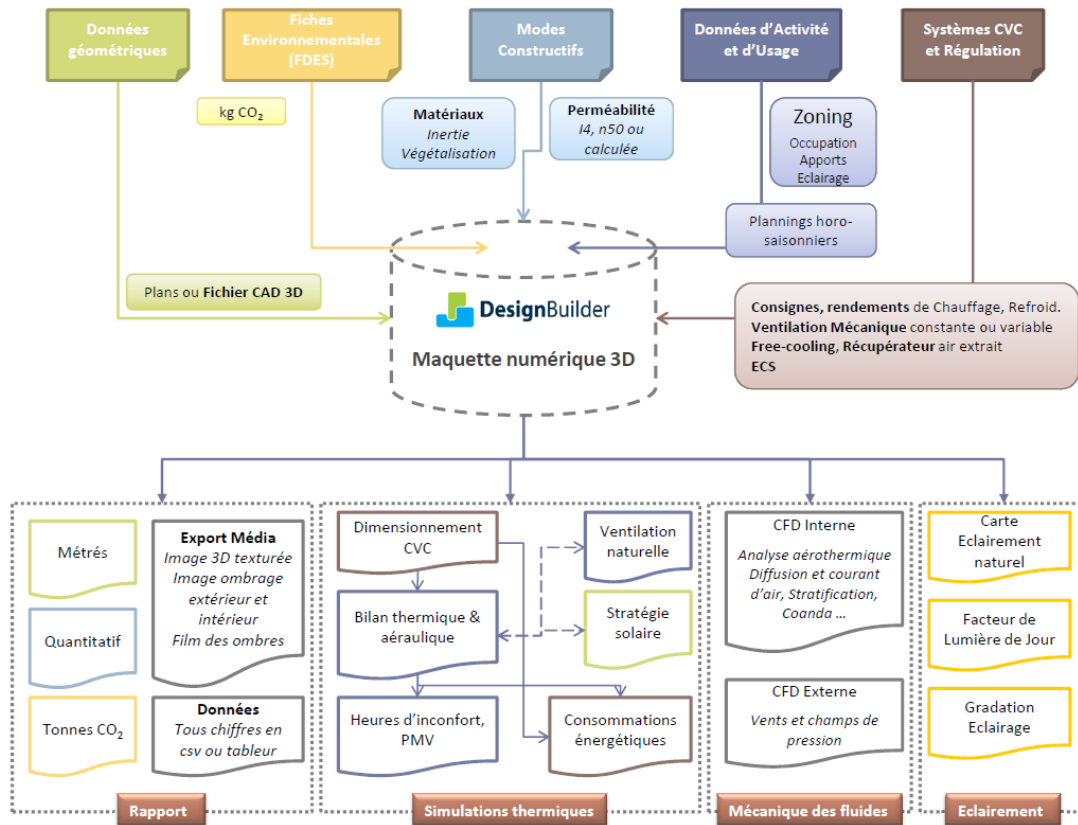 Données
géométriques
Fiches
Environnementales
(FDES)
Modes
Constructifs
Données d'Activité
et d'Usage
Systèmes CVC
et Régulation
kg CO₂
Matériaux
Inertie
Végétalisation
Perméabilité
I4, n50 ou
calculée
Zoning
Occupation
Apports
Eclairage
Plannings horo-
saisonniers
Plans ou Fichier CAD 3D
DesignBuilder
Maquette numérique 3D
Consignes, rendements de Chauffage, Refroid.
Ventilation Mécanique constante ou variable
Free-cooling, Récupérateur air extrait
ECS
Métrés
Quantitatif
Tonnes CO₂
Export Média
Image 3D texturée
Image ombrage
extérieur et
intérieur
Film des ombres
Données
Tous chiffres en
csv ou tableur
Rapport
Dimensionnement
CVC
Bilan thermique &
aéraulique
Heures d'inconfort,
PMV
Ventilation
naturelle
Stratégie
solaire
Consommations
énergétiques
Simulations thermiques
CFD Interne
Analyse aérothermique
Diffusion et courant
d'air, Stratification,
Coanda ...
CFD Externe
Vents et champs de
pression
Mécanique des fluides
Carte
Eclairement
naturel
Facteur de
Lumière de Jour
Gradation
Eclairage
Eclairement